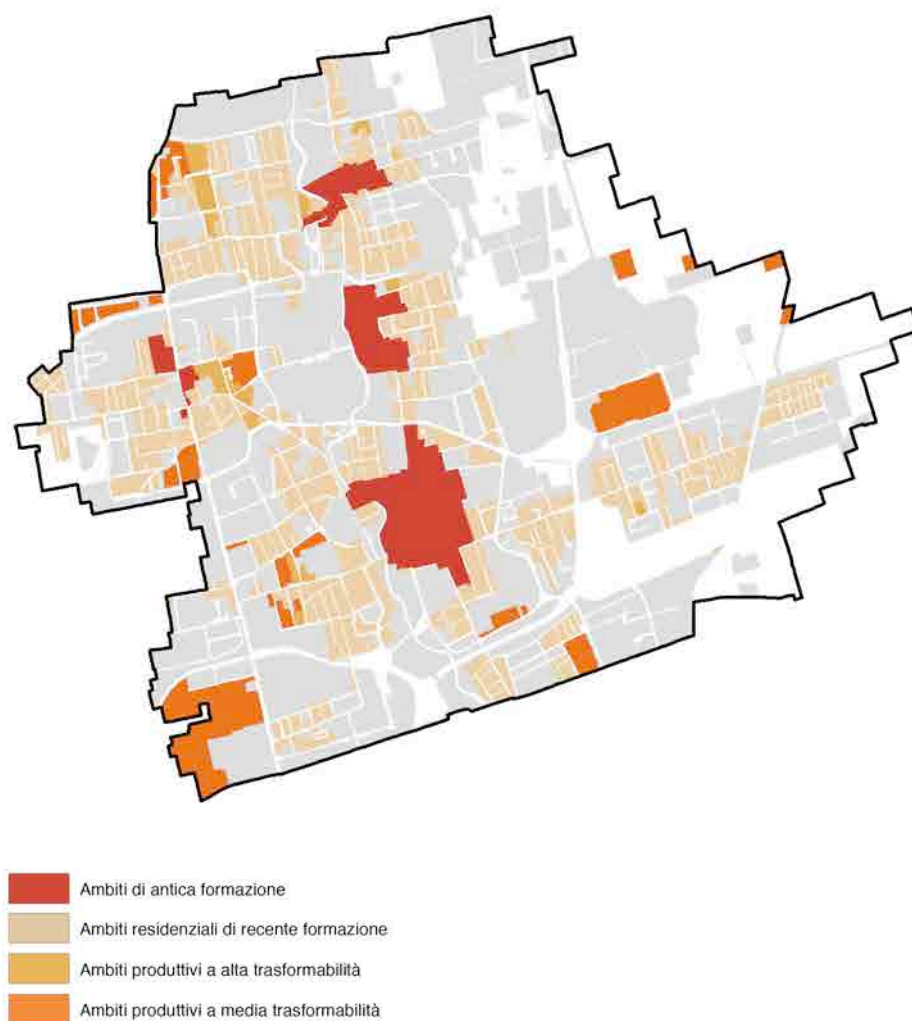 Ambiti di antica formazione
Ambiti residenziali di recente formazione
Ambiti produttivi a alta trasformabilità
Ambiti produttivi a media trasformabilità